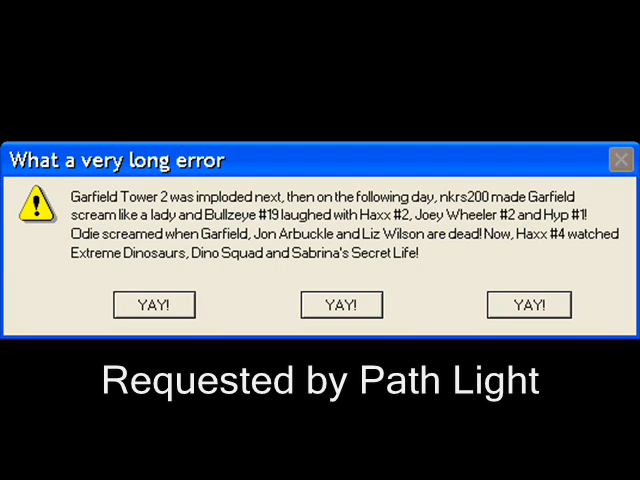 What a very long error
Garfield Tower 2 was imploded next, then on the following day, nkrs200 made Garfield
scream like a lady and Bullzeye #19 laughed with Haxx #2, Joey Wheeler #2 and Hyp #1!
Odie screamed when Garfield, Jon Arbuckle and Liz Wilson are dead! Now, Haxx #4 watched
Extreme Dinosaurs, Dino Squad and Sabrina's Secret Life!
YAY! YAY! YAY!
Requested by Path Light